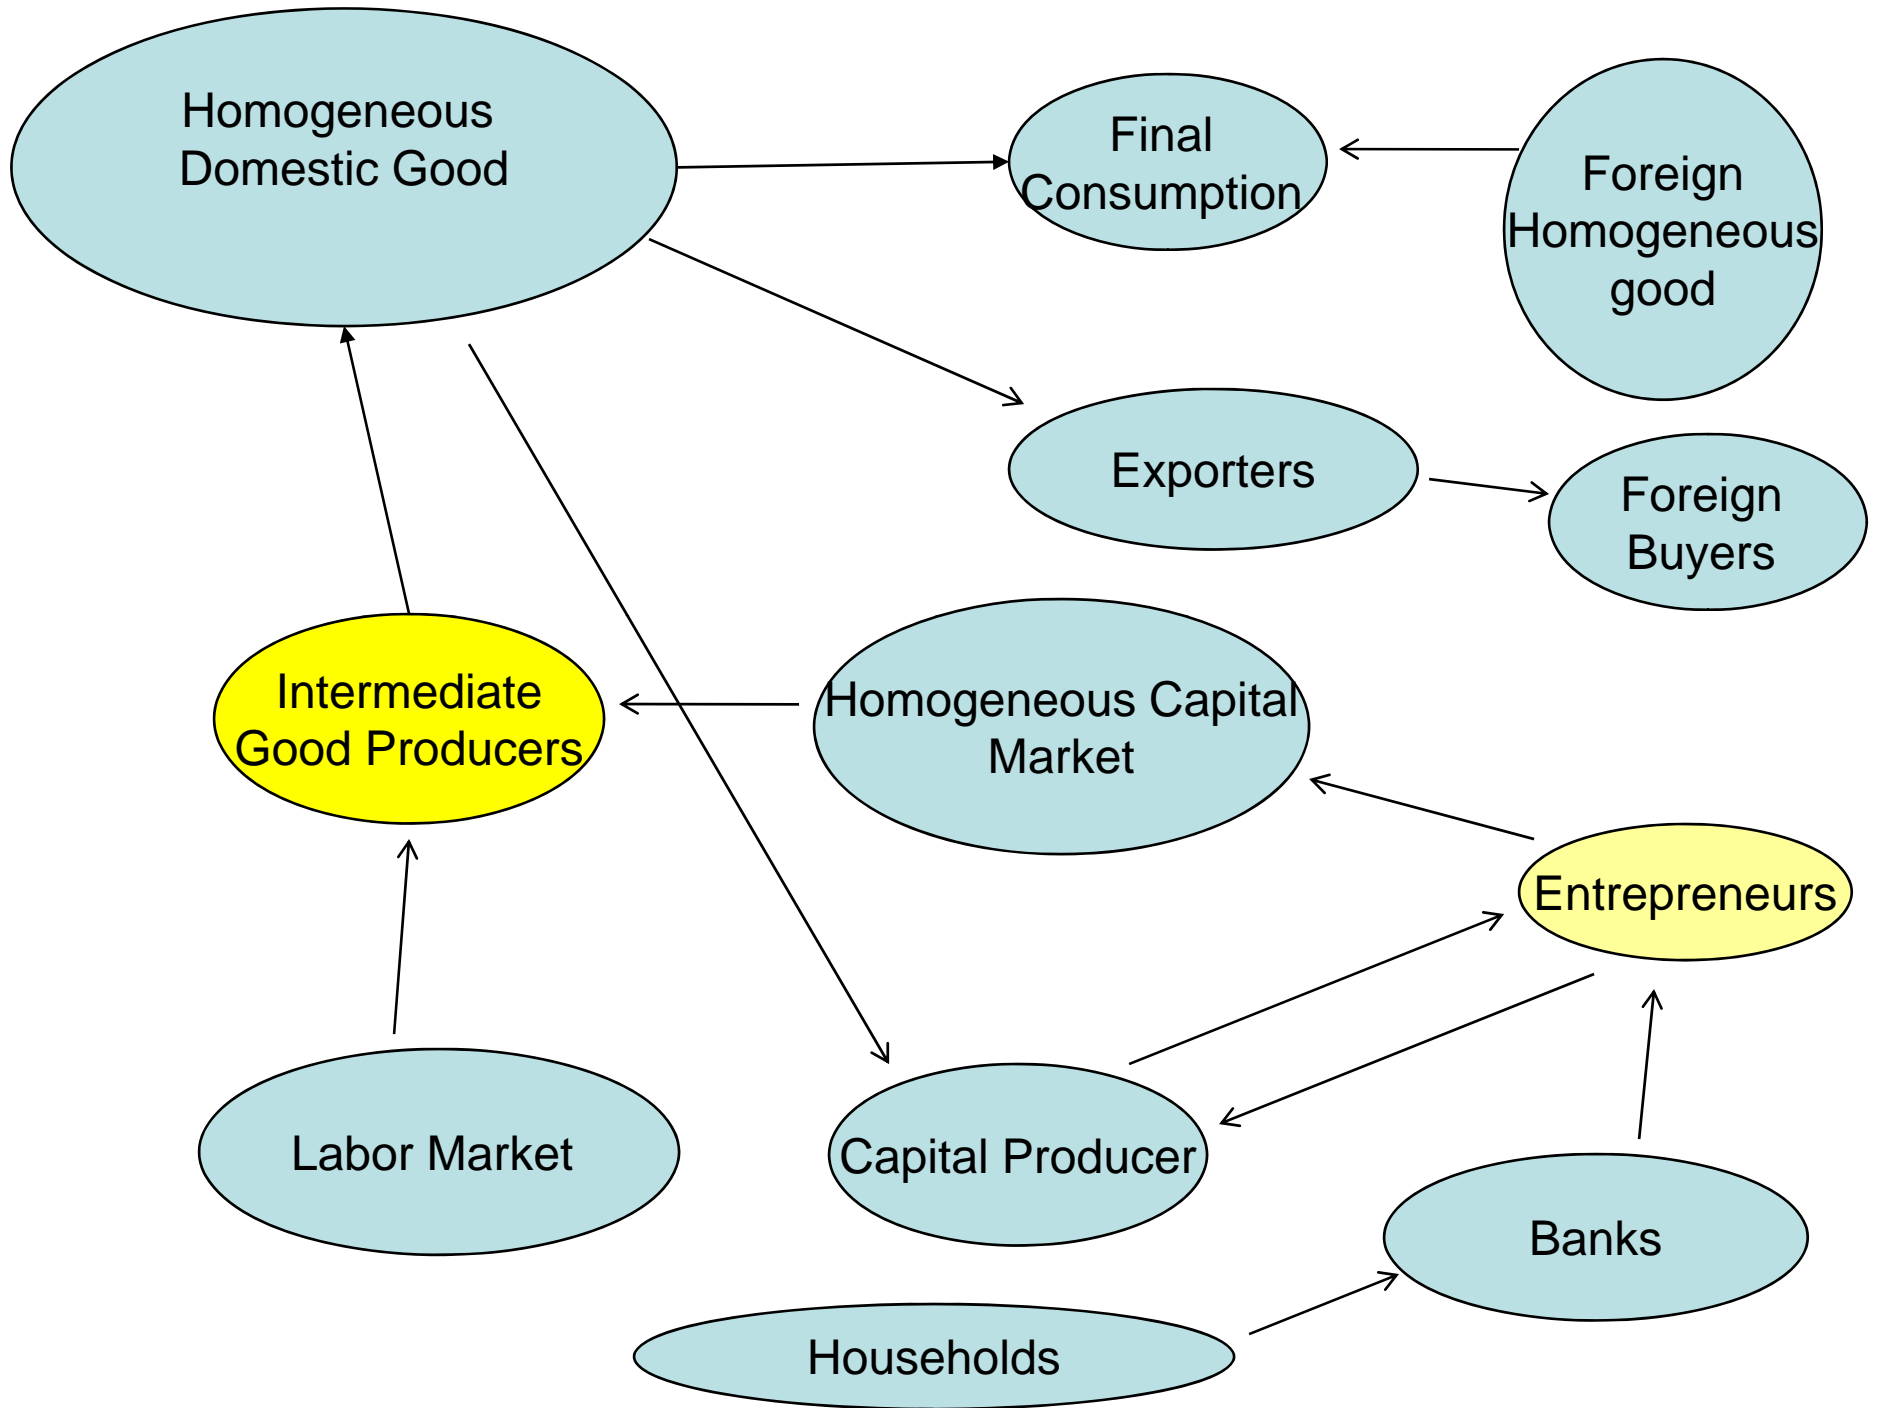 Homogeneous
Domestic Good
Final
Consumption
Foreign
Homogeneous
good
Exporters
Foreign
Buyers
Intermediate
Good Producers
Homogeneous Capital
Market
Entrepreneurs
Labor Market
Capital Producer
Banks
Households